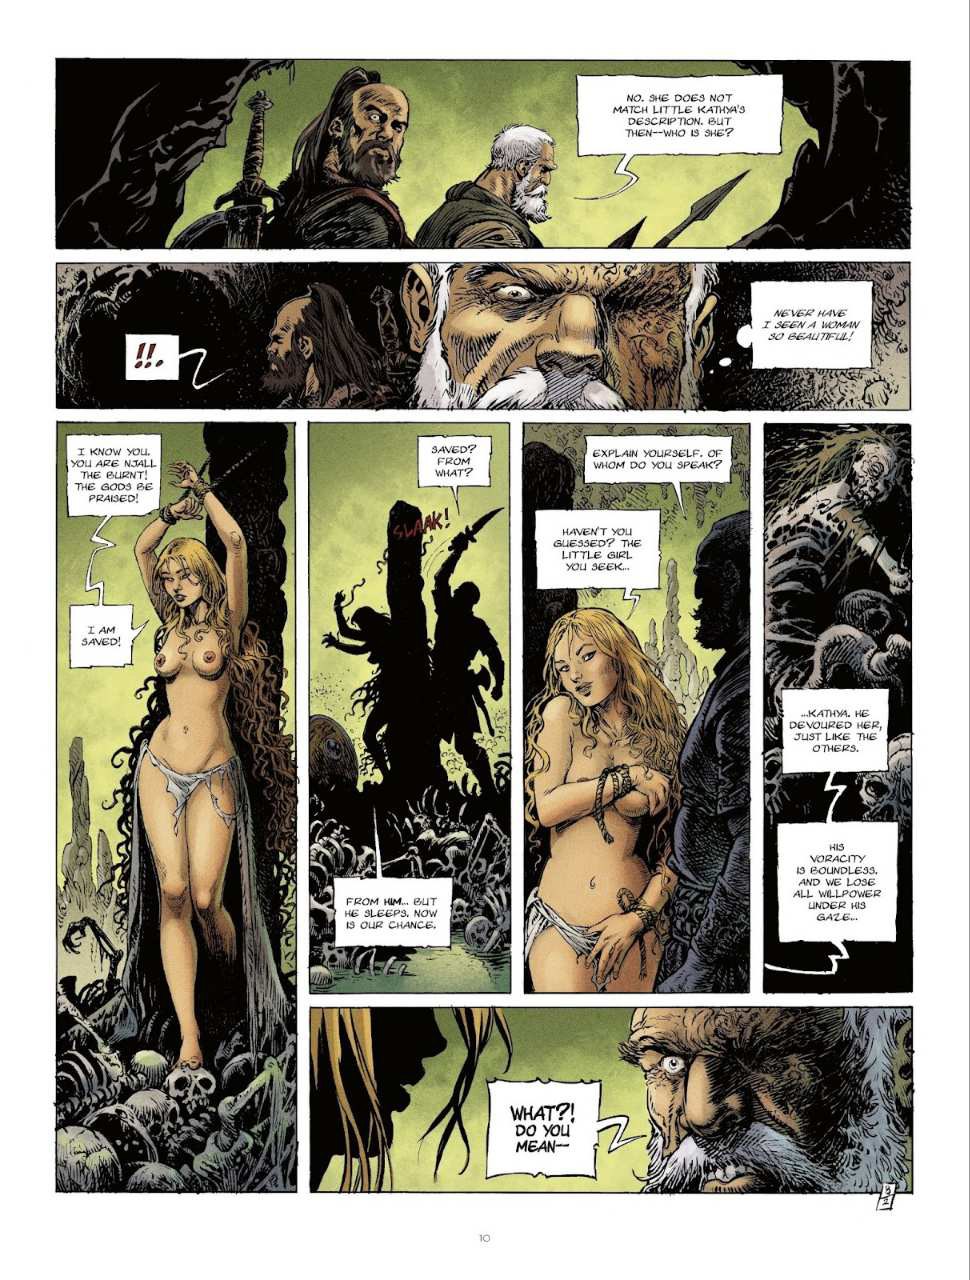 NO. SHE DOES NOT
MATCH LITTLE KATHYA'S
DESCRIPTION. BUT
THEN--WHO IS SHE?
!!.
NEVER HAVE
I SEEN A WOMAN
SO BEAUTIFUL!
I KNOW YOU.
YOU ARE NJALL
THE BURNT!
THE GODS BE
PRAISED!
I AM
SAVED!
SAVED?
FROM
WHAT?
SLAAK!
FROM HIM... BUT
HE SLEEPS. NOW
IS OUR CHANCE.
EXPLAIN YOURSELF. OF
WHOM DO YOU SPEAK?
HAVEN'T YOU
GUESSED? THE
LITTLE GIRL
YOU SEEK...
...KATHYA. HE
DEVOURED HER,
JUST LIKE THE
OTHERS.
HIS
VORACITY
IS BOUNDLESS.
AND WE LOSE
ALL WILLPOWER
UNDER HIS
GAZE...
WHAT?!
DO YOU
MEAN--
3
2
10